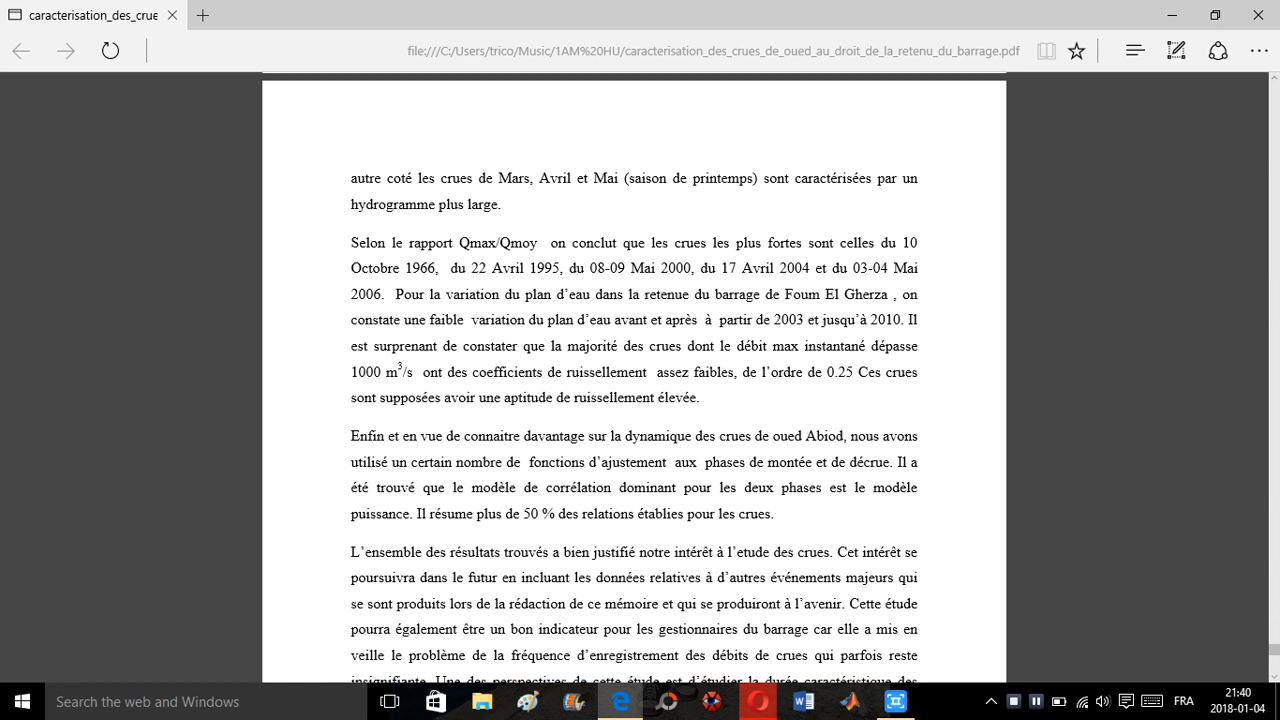 caracterisation_des_crue
file:///C:/Users/trico/Music/1AM%20HU/caracterisation_des_crues_de_oued_au_droit_de_la_retenu_du_barrage.pdf
autre coté les crues de Mars, Avril et Mai (saison de printemps) sont caractérisées par un
hydrogramme plus large.
Selon le rapport Qmax/Qmoy on conclut que les crues les plus fortes sont celles du 10
Octobre 1966, du 22 Avril 1995, du 08-09 Mai 2000, du 17 Avril 2004 et du 03-04 Mai
2006. Pour la variation du plan d’eau dans la retenue du barrage de Foum El Gherza , on
constate une faible variation du plan d’eau avant et après à partir de 2003 et jusqu’à 2010. Il
est surprenant de constater que la majorité des crues dont le débit max instantané dépasse
1000 m³/s ont des coefficients de ruissellement assez faibles, de l’ordre de 0.25 Ces crues
sont supposées avoir une aptitude de ruissellement élevée.
Enfin et en vue de connaitre davantage sur la dynamique des crues de oued Abiod, nous avons
utilisé un certain nombre de fonctions d’ajustement aux phases de montée et de décrue. Il a
été trouvé que le modèle de corrélation dominant pour les deux phases est le modèle
puissance. Il résume plus de 50 % des relations établies pour les crues.
L’ensemble des résultats trouvés a bien justifié notre intérêt à l’etude des crues. Cet intérêt se
poursuivra dans le futur en incluant les données relatives à d’autres événements majeurs qui
se sont produits lors de la rédaction de ce mémoire et qui se produiront à l’avenir. Cette étude
pourra également être un bon indicateur pour les gestionnaires du barrage car elle a mis en
veille le problème de la fréquence d’enregistrement des débits de crues qui parfois reste
insignifiante. Une des perspectives de cette étude est d’étudier la durée caractéristique des
Search the web and Windows
FRA
21:40
2018-01-04